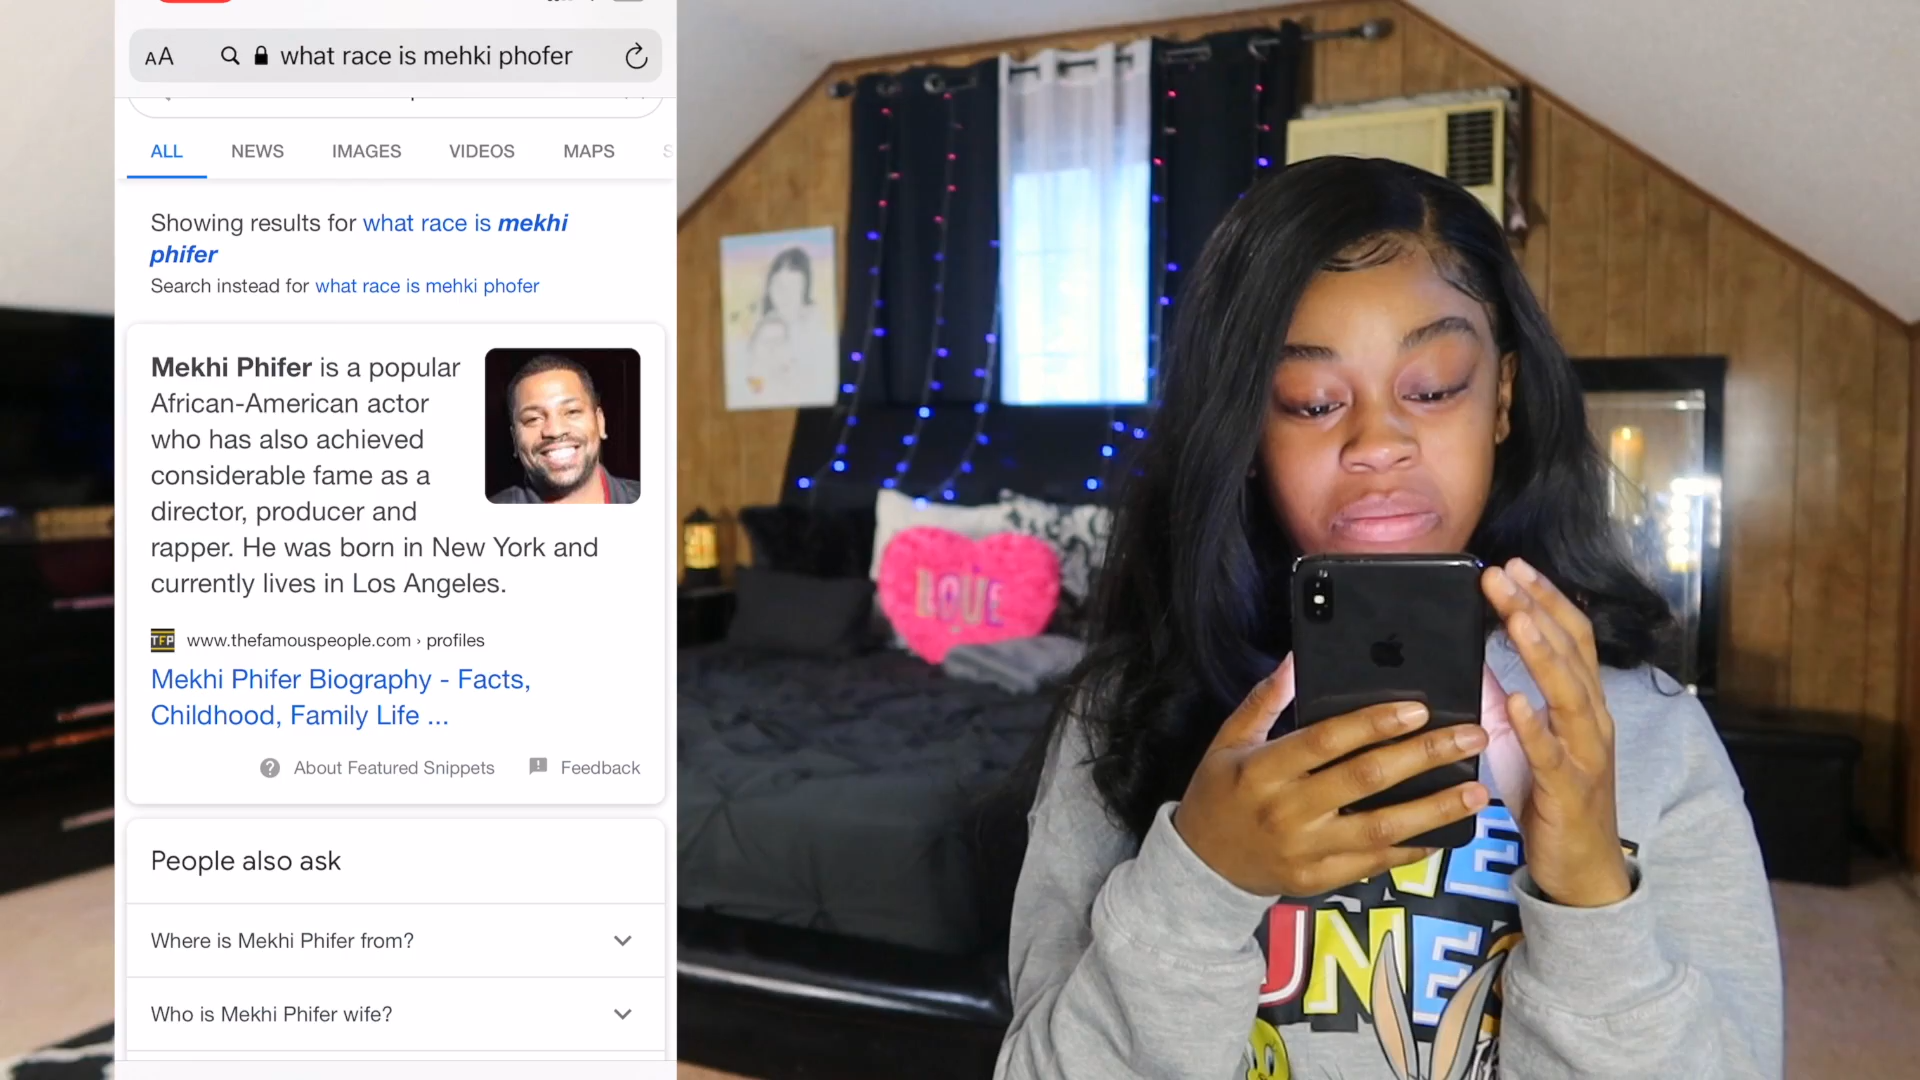 AA what race is mehki phofer
ALL NEWS IMAGES VIDEOS MAPS S
Showing results for what race is mekhi
phifer
Search instead for what race is mehki phofer
Mekhi Phifer is a popular
African-American actor
who has also achieved
considerable fame as a
director, producer and
rapper. He was born in New York and
currently lives in Los Angeles.
TFP www.thefamouspeople.com › profiles
Mekhi Phifer Biography - Facts,
Childhood, Family Life ...
About Featured Snippets Feedback
People also ask
Where is Mekhi Phifer from?
Who is Mekhi Phifer wife?
LOVE
NE
UNE